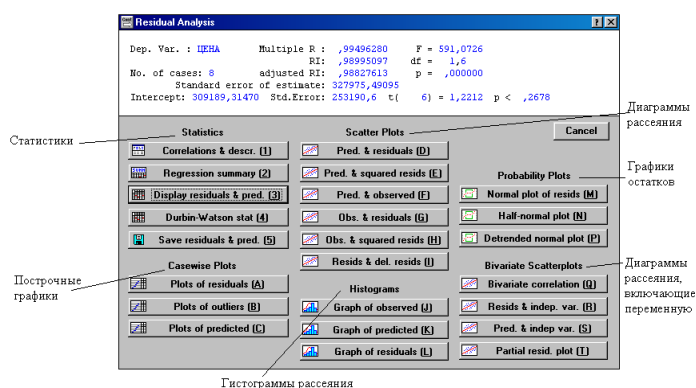 Residual Analysis
Dep. Var. : ЦЕНА Multiple R : ,99496280 F = 591,0726
RI: ,98995097 df = 1,6
No. of cases: 8 adjusted RI: ,98827613 p = ,000000
Standard error of estimate: 327975,49095
Intercept: 309189,31470 Std.Error: 253190,6 t( 6) = 1,2212 p < ,2678
Cancel
Statistics
Correlations & descr. (1)
Regression summary (2)
Display residuals & pred. (3)
Durbin-Watson stat (4)
Save residuals & pred. (5)
Casewise Plots
Plots of residuals (A)
Plots of outliers (B)
Plots of predicted (C)
Scatter Plots
Pred. & residuals (D)
Pred. & squared resids (E)
Pred. & observed (F)
Obs. & residuals (G)
Obs. & squared resids (H)
Resids & del. resids (I)
Histograms
Graph of observed (J)
Graph of predicted (K)
Graph of residuals (L)
Probability Plots
Normal plot of resids (M)
Half-normal plot (N)
Detrended normal plot (P)
Bivariate Scatterplots
Bivariate correlation (Q)
Resids & indep. var. (R)
Pred. & indep var. (S)
Partial resid. plot (T)
Статистики
Построчные
графики
Гистограммы рассеяния
Диаграммы
рассеяния
Графики
остатков
Диаграммы
рассеяния,
включающие
переменную